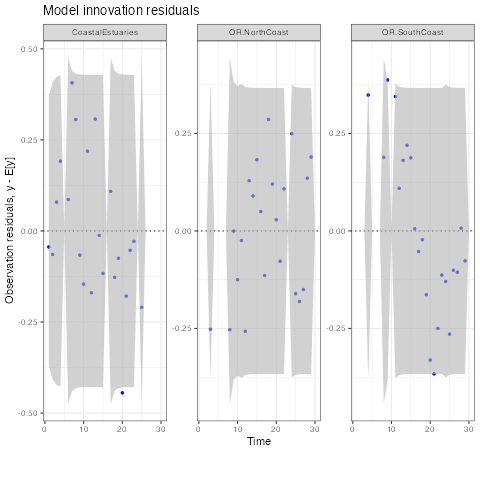 Model innovation residuals
CoastalEstuaries
OR.NorthCoast
OR.SouthCoast
Observation residuals, y - E[y]
0.50
0.25
0.00
-0.25
-0.50
0.25
0.00
-0.25
0.25
0.00
-0.25
0 10 20 30
0 10 20 30
0 10 20 30
Time